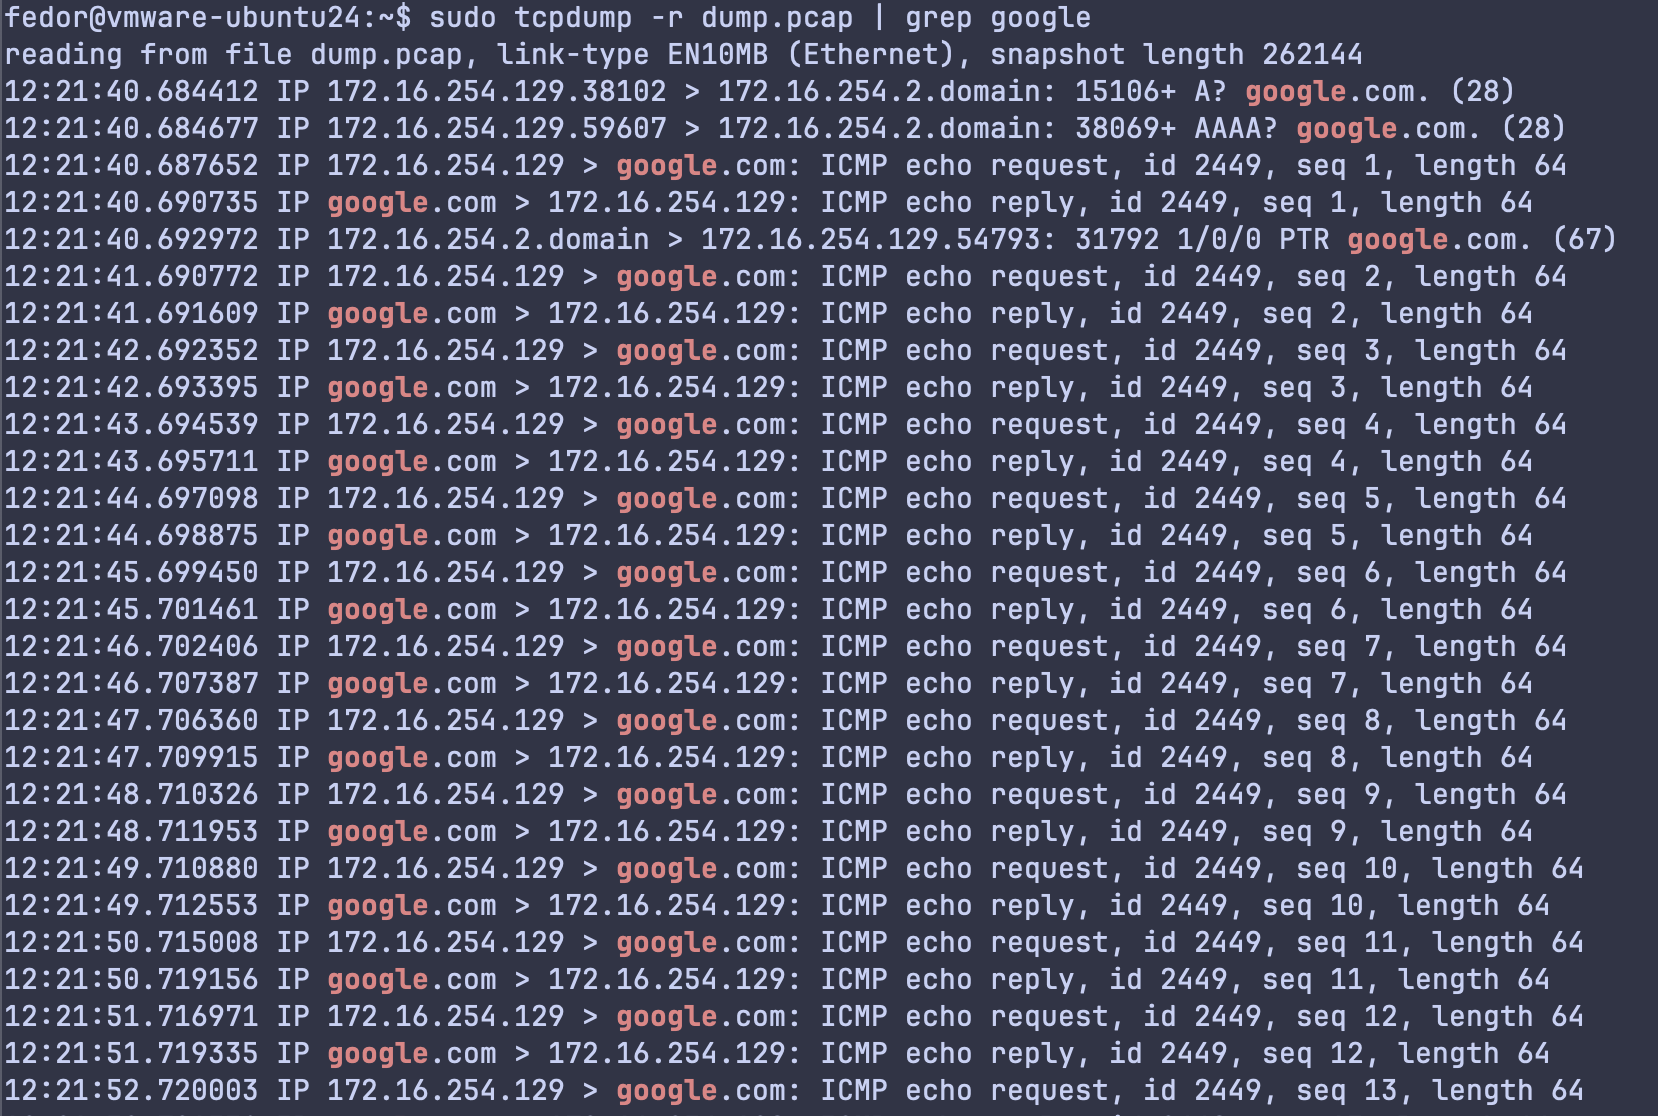 fedor@vmware-ubuntu24:~$ sudo tcpdump -r dump.pcap | grep google
reading from file dump.pcap, link-type EN10MB (Ethernet), snapshot length 262144
12:21:40.684412 IP 172.16.254.129.38102 > 172.16.254.2.domain: 15106+ A? google.com. (28)
12:21:40.684677 IP 172.16.254.129.59607 > 172.16.254.2.domain: 38069+ AAAA? google.com. (28)
12:21:40.687652 IP 172.16.254.129 > google.com: ICMP echo request, id 2449, seq 1, length 64
12:21:40.690735 IP google.com > 172.16.254.129: ICMP echo reply, id 2449, seq 1, length 64
12:21:40.692972 IP 172.16.254.2.domain > 172.16.254.129.54793: 31792 1/0/0 PTR google.com. (67)
12:21:41.690772 IP 172.16.254.129 > google.com: ICMP echo request, id 2449, seq 2, length 64
12:21:41.691609 IP google.com > 172.16.254.129: ICMP echo reply, id 2449, seq 2, length 64
12:21:42.692352 IP 172.16.254.129 > google.com: ICMP echo request, id 2449, seq 3, length 64
12:21:42.693395 IP google.com > 172.16.254.129: ICMP echo reply, id 2449, seq 3, length 64
12:21:43.694539 IP 172.16.254.129 > google.com: ICMP echo request, id 2449, seq 4, length 64
12:21:43.695711 IP google.com > 172.16.254.129: ICMP echo reply, id 2449, seq 4, length 64
12:21:44.697098 IP 172.16.254.129 > google.com: ICMP echo request, id 2449, seq 5, length 64
12:21:44.698875 IP google.com > 172.16.254.129: ICMP echo reply, id 2449, seq 5, length 64
12:21:45.699450 IP 172.16.254.129 > google.com: ICMP echo request, id 2449, seq 6, length 64
12:21:45.701461 IP google.com > 172.16.254.129: ICMP echo reply, id 2449, seq 6, length 64
12:21:46.702406 IP 172.16.254.129 > google.com: ICMP echo request, id 2449, seq 7, length 64
12:21:46.707387 IP google.com > 172.16.254.129: ICMP echo reply, id 2449, seq 7, length 64
12:21:47.706360 IP 172.16.254.129 > google.com: ICMP echo request, id 2449, seq 8, length 64
12:21:47.709915 IP google.com > 172.16.254.129: ICMP echo reply, id 2449, seq 8, length 64
12:21:48.710326 IP 172.16.254.129 > google.com: ICMP echo request, id 2449, seq 9, length 64
12:21:48.711953 IP google.com > 172.16.254.129: ICMP echo reply, id 2449, seq 9, length 64
12:21:49.710880 IP 172.16.254.129 > google.com: ICMP echo request, id 2449, seq 10, length 64
12:21:49.712553 IP google.com > 172.16.254.129: ICMP echo reply, id 2449, seq 10, length 64
12:21:50.715008 IP 172.16.254.129 > google.com: ICMP echo request, id 2449, seq 11, length 64
12:21:50.719156 IP google.com > 172.16.254.129: ICMP echo reply, id 2449, seq 11, length 64
12:21:51.716971 IP 172.16.254.129 > google.com: ICMP echo request, id 2449, seq 12, length 64
12:21:51.719335 IP google.com > 172.16.254.129: ICMP echo reply, id 2449, seq 12, length 64
12:21:52.720003 IP 172.16.254.129 > google.com: ICMP echo request, id 2449, seq 13, length 64